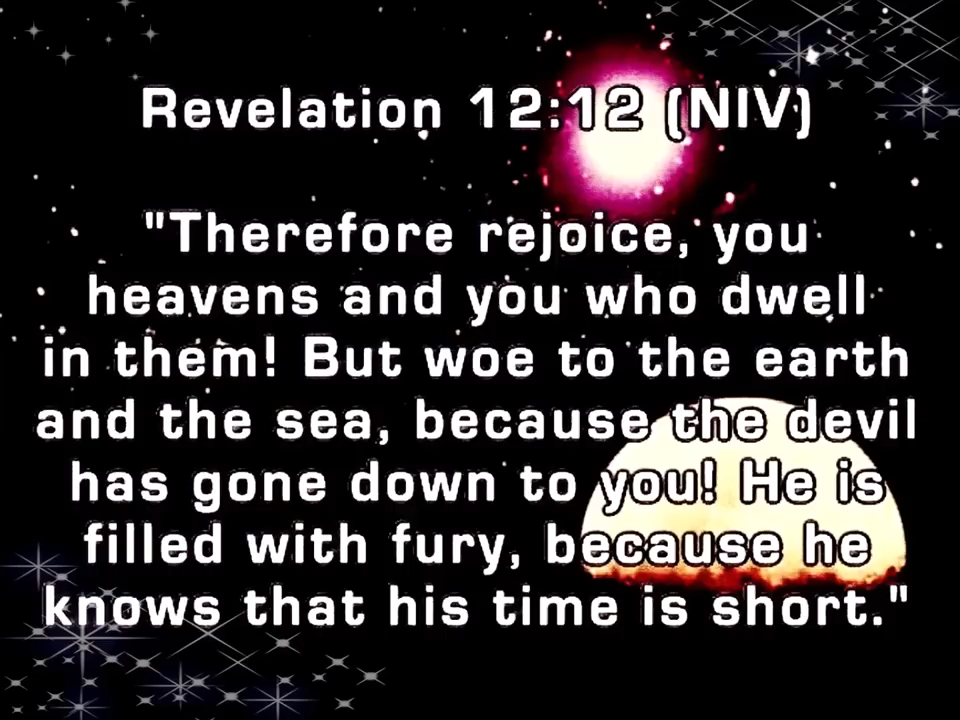 Revelation 12:12 (NIV)
"Therefore rejoice, you
heavens and you who dwell
in them! But woe to the earth
and the sea, because the devil
has gone down to you! He is
filled with fury, because he
knows that his time is short."